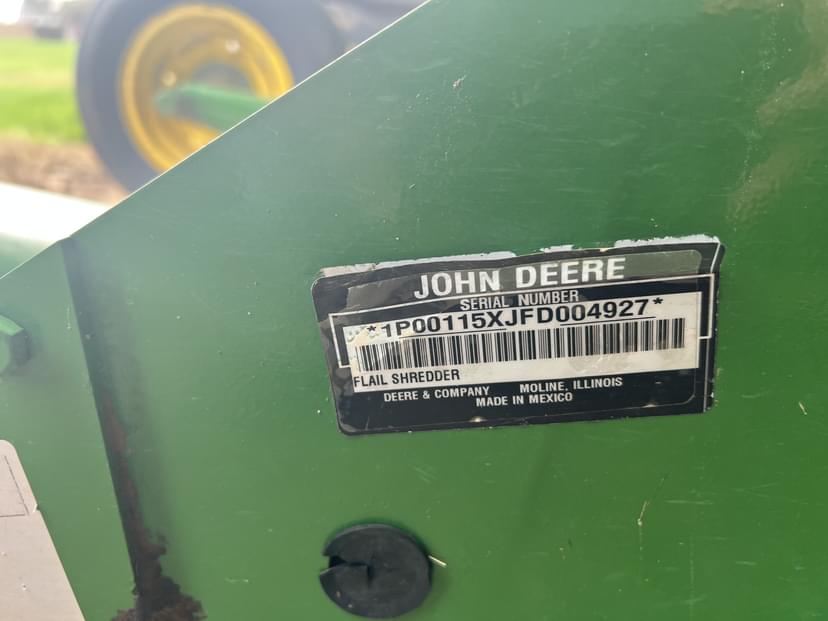 JOHN DEERE
SERIAL NUMBER
*1P00115XJFD004927*
FLAIL SHREDDER
DEERE & COMPANY MOLINE, ILLINOIS
MADE IN MEXICO